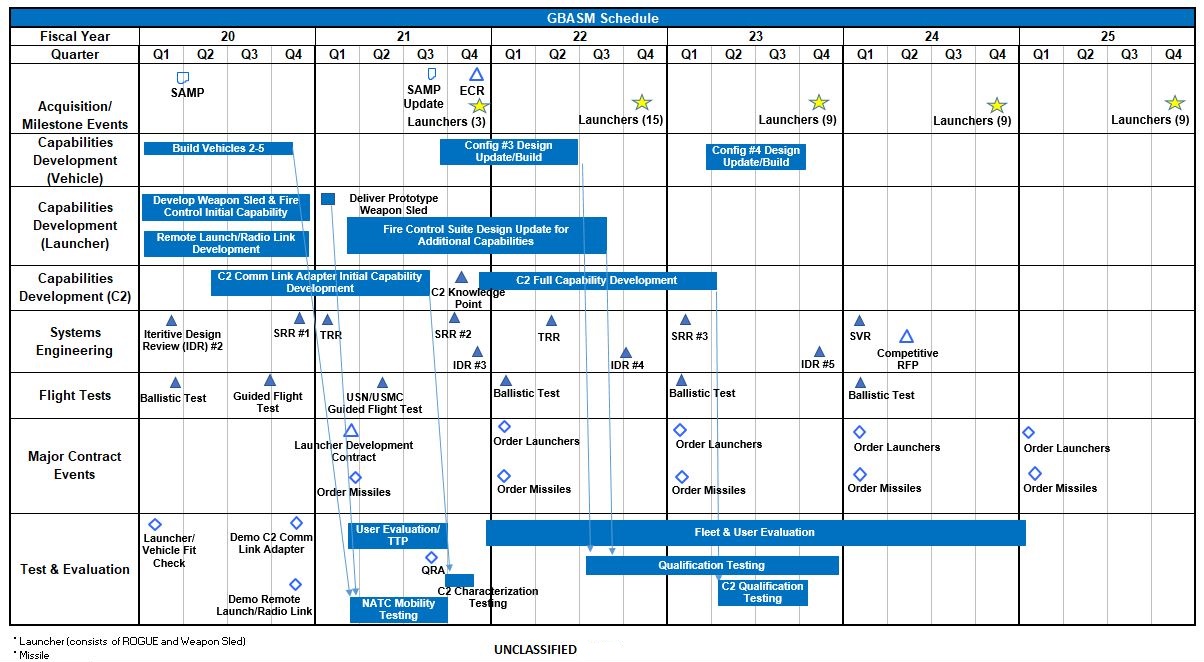 GBASM Schedule
Fiscal Year 20 21 22 23 24 25
Quarter Q1 Q2 Q3 Q4 Q1 Q2 Q3 Q4 Q1 Q2 Q3 Q4 Q1 Q2 Q3 Q4 Q1 Q2 Q3 Q4 Q1 Q2 Q3 Q4
Acquisition/
Milestone Events
SAMP
SAMP
Update
ECR
Launchers (3)
Launchers (15)
Launchers (9)
Launchers (9)
Launchers (9)
Capabilities
Development
(Vehicle)
Build Vehicles 2-5
Config #3 Design
Update/Build
Config #4 Design
Update/Build
Capabilities
Development
(Launcher)
Develop Weapon Sled & Fire
Control Initial Capability
Remote Launch/Radio Link
Development
Deliver Prototype
Weapon Sled
Fire Control Suite Design Update for
Additional Capabilities
Capabilities
Development (C2)
C2 Comm Link Adapter Initial Capability
Development
C2 Knowledge
Point
C2 Full Capability Development
Systems
Engineering
Iteritive Design
Review (IDR) #2
SRR #1
TRR
SRR #2
IDR #3
TRR
IDR #4
SRR #3
IDR #5
SVR
Competitive
RFP
Flight Tests
Ballistic Test
Guided Flight
Test
USN/USMC
Guided Flight Test
Ballistic Test
Ballistic Test
Ballistic Test
Major Contract
Events
Launcher Development
Contract
Order Missiles
Order Launchers
Order Missiles
Order Launchers
Order Missiles
Order Launchers
Order Missiles
Order Launchers
Order Missiles
Test & Evaluation
Launcher/
Vehicle Fit
Check
Demo C2 Comm
Link Adapter
Demo Remote
Launch/Radio Link
User Evaluation/
TTP
QRA
C2 Characterization
Testing
NATC Mobility
Testing
Fleet & User Evaluation
Qualification Testing
C2 Qualification
Testing
* Launcher (consists of ROGUE and Weapon Sled)
* Missile
UNCLASSIFIED